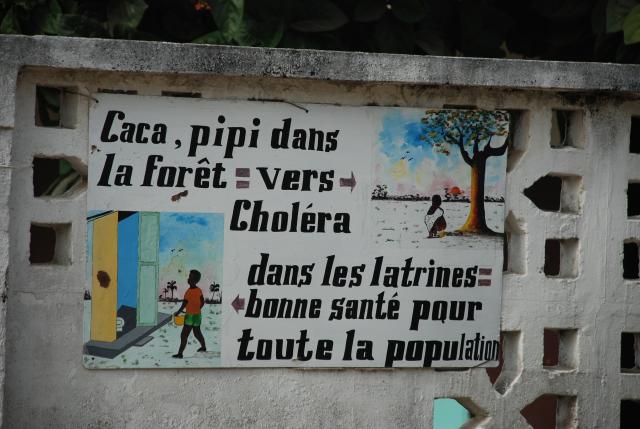 Caca, pipi dans
la forêt = vers →
Choléra
dans les latrines=
← bonne santé pour
toute la population